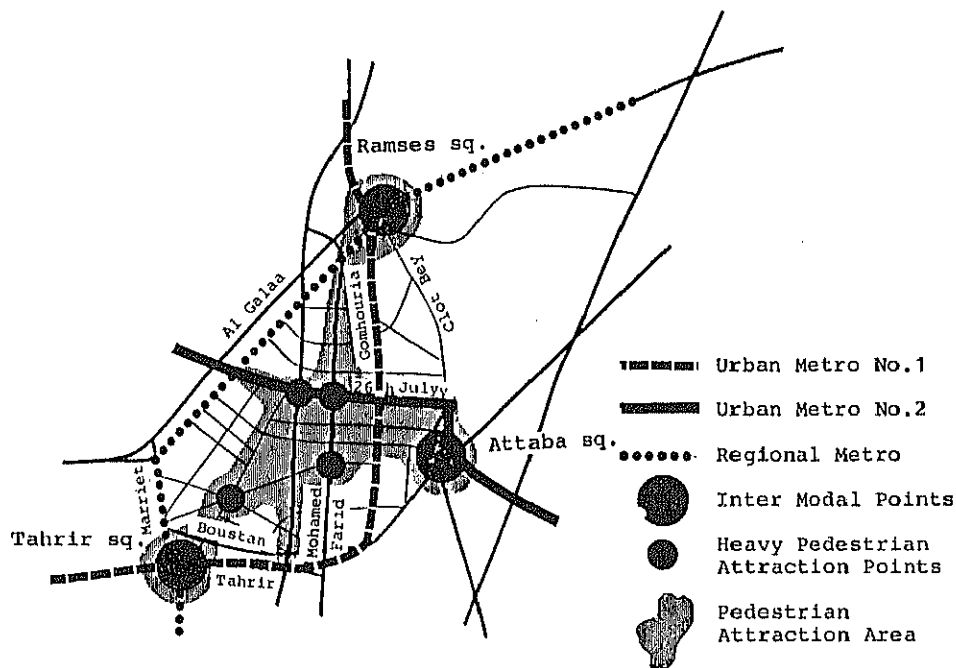 Ramses sq.
Al Galaa
Gomhouria
Clot Bey
26 h Julyy
Attaba sq.
Marriet
Boustan
Mohamed
Farid
Tahrir sq.
Tahrir
Urban Metro No.1
Urban Metro No.2
Regional Metro
Inter Modal Points
Heavy Pedestrian
Attraction Points
Pedestrian
Attraction Area